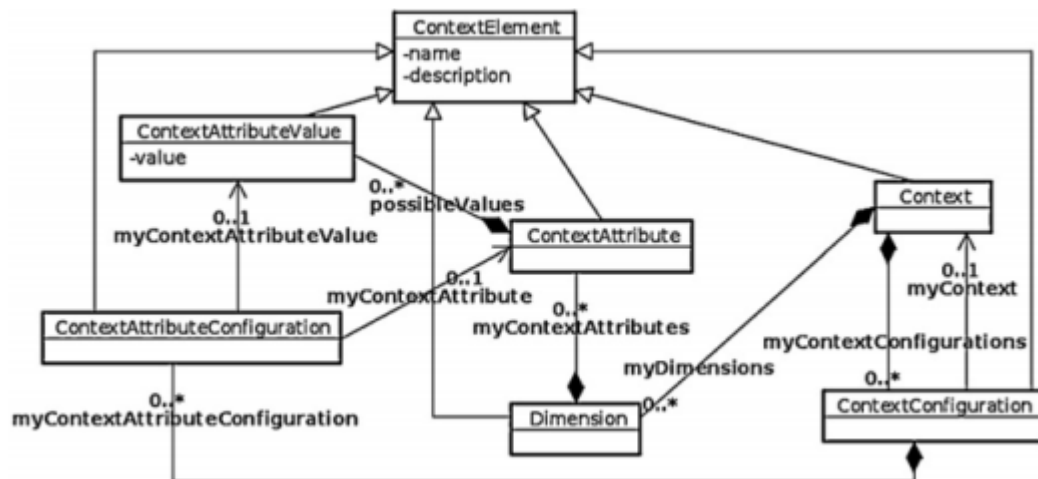 ContextElement
-name
-description
ContextAttributeValue
-value
0..*
possibleValues
Context
0..1
myContextAttributeValue
ContextAttribute
0..1
myContextAttribute
0..1
myContext
ContextAttributeConfiguration
0..*
myContextAttributes
myContextConfigurations
myDimensions
0..*
0..*
myContextAttributeConfiguration
Dimension
0..*
ContextConfiguration